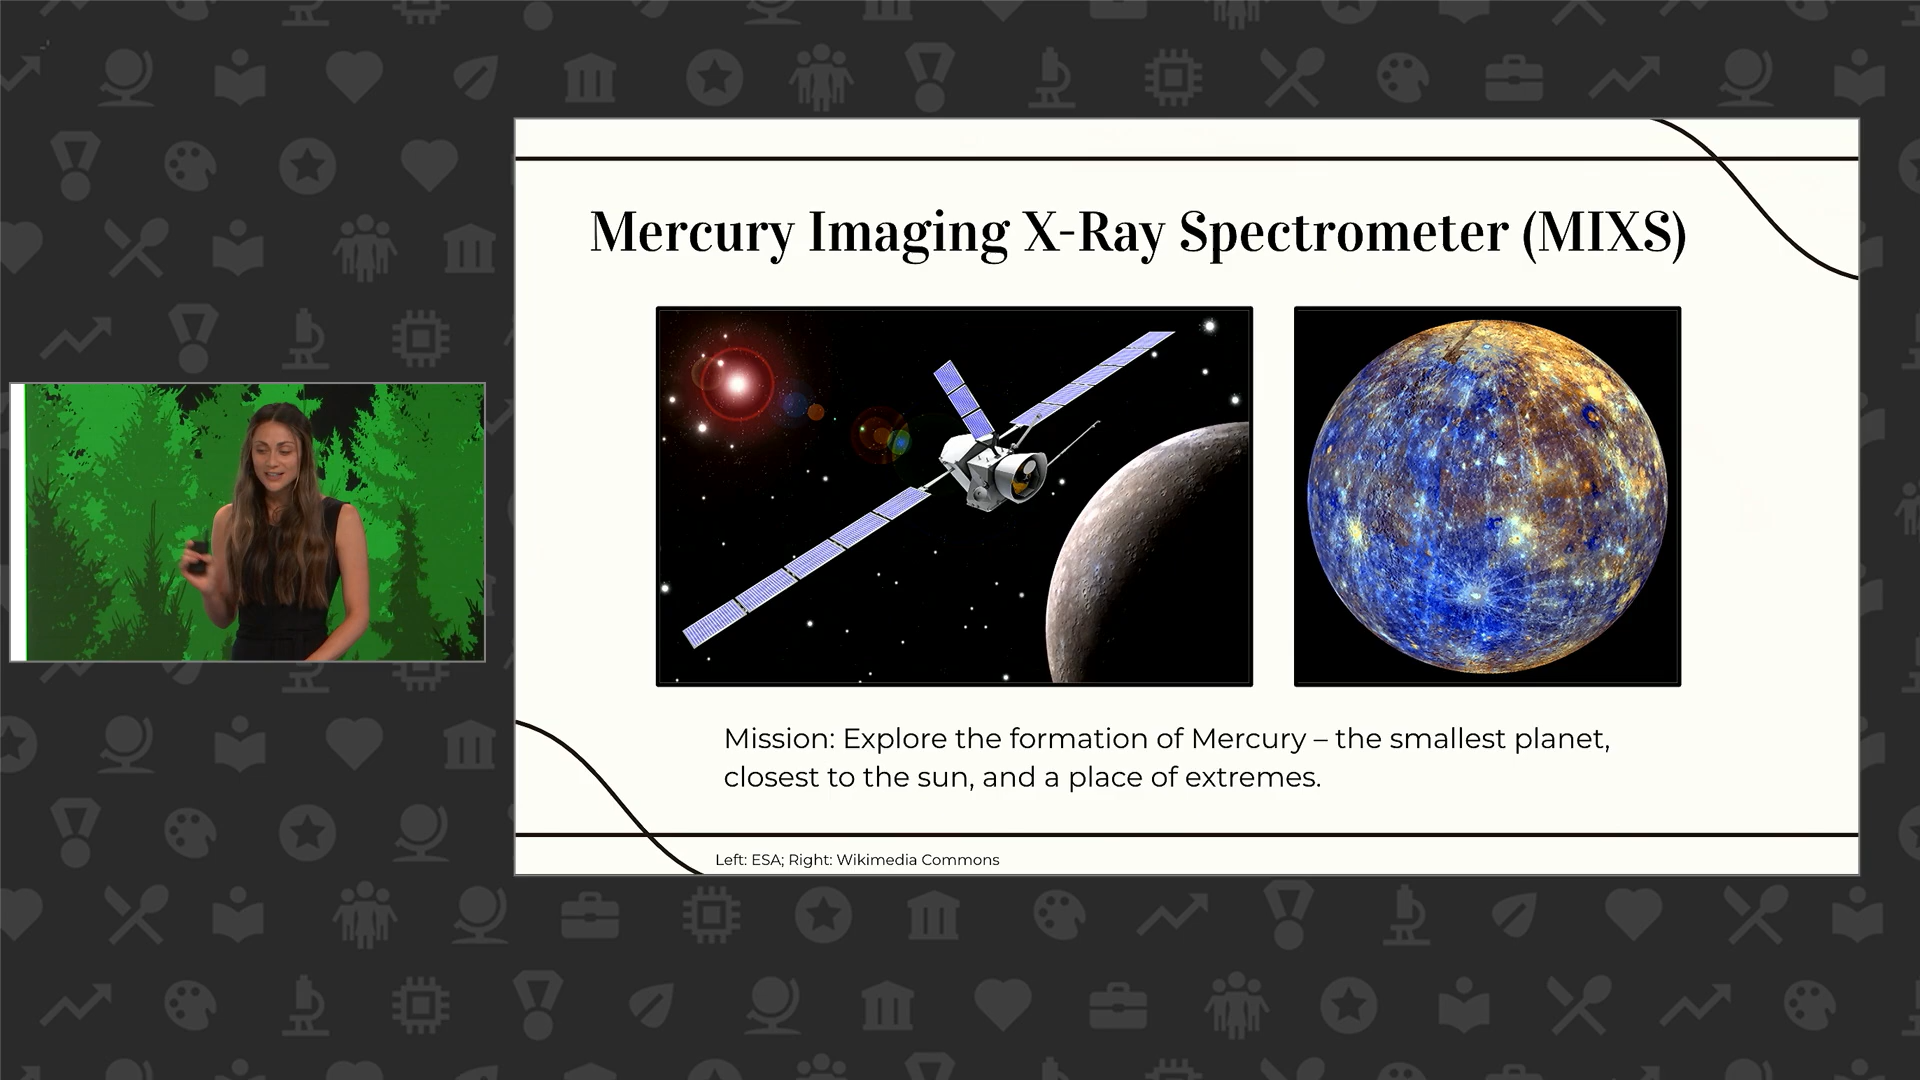 Mercury Imaging X-Ray Spectrometer (MIXS)
Mission: Explore the formation of Mercury – the smallest planet,
closest to the sun, and a place of extremes.
Left: ESA; Right: Wikimedia Commons